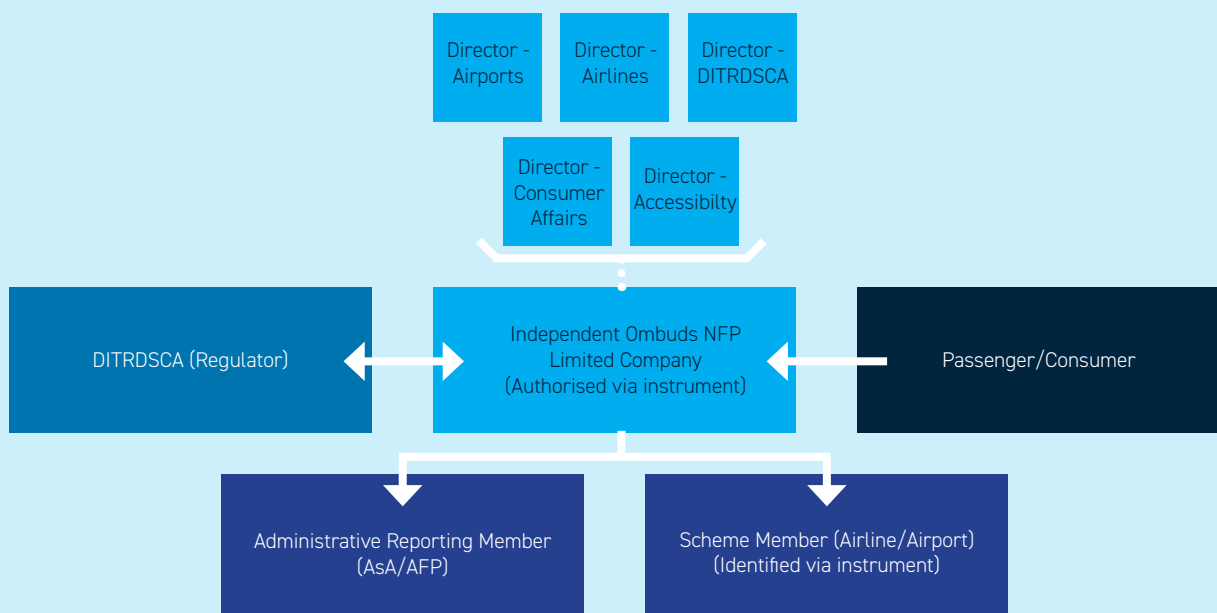 Director -
Airports
Director -
Airlines
Director -
DITRDSCA
Director -
Consumer
Affairs
Director -
Accessibilty
DITRDSCA (Regulator)
Independent Ombuds NFP
Limited Company
(Authorised via instrument)
Passenger/Consumer
Administrative Reporting Member
(AsA/AFP)
Scheme Member (Airline/Airport)
(Identified via instrument)